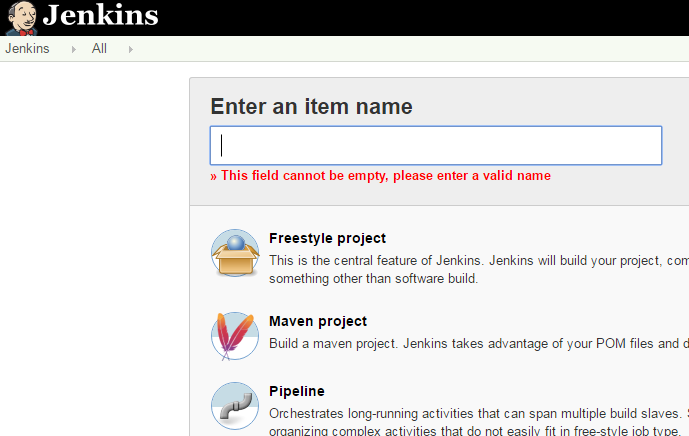 Jenkins
Jenkins
All
Enter an item name
» This field cannot be empty, please enter a valid name
Freestyle project
This is the central feature of Jenkins. Jenkins will build your project, com
something other than software build.
Maven project
Build a maven project. Jenkins takes advantage of your POM files and d
Pipeline
Orchestrates long-running activities that can span multiple build slaves. S
organizing complex activities that do not easily fit in free-style job type.